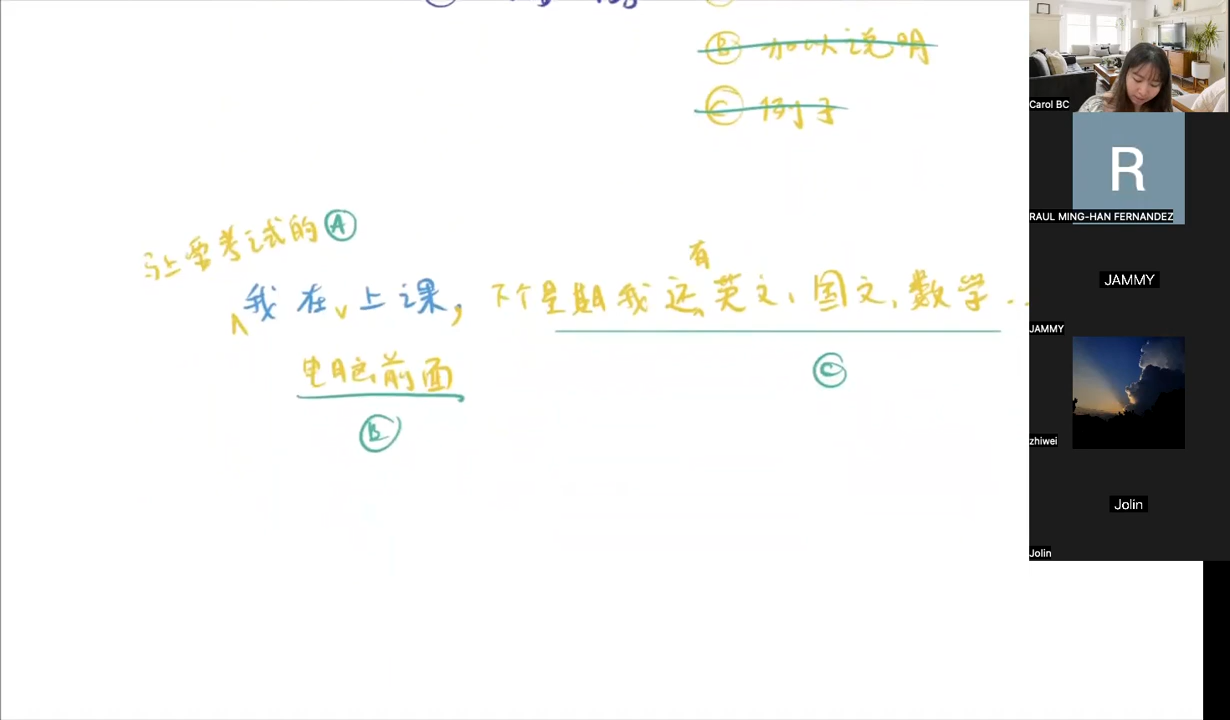 B 加以说明
C 例子
马上要考试的 A
有
我在上课，下个星期我还英文、国文、数学..
电脑前面
C
B
Carol BC
R
RAUL MING-HAN FERNANDEZ
JAMMY
JAMMY
zhiwei
Jolin
Jolin